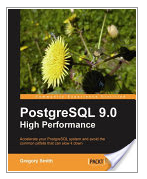 PostgreSQL 9.0
High Performance
Accelerate your PostgreSQL system and avoid the
common pitfalls that can slow it down
Gregory Smith
PACKT